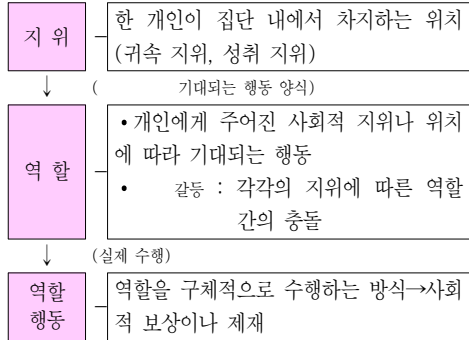 지 위
한 개인이 집단 내에서 차지하는 위치
(귀속 지위, 성취 지위)
↓ ( 기대되는 행동 양식)
역 할
• 개인에게 주어진 사회적 지위나 위치
에 따라 기대되는 행동
• 갈등 : 각각의 지위에 따른 역할
간의 충돌
↓ (실제 수행)
역할
행동
역할을 구체적으로 수행하는 방식→사회
적 보상이나 제재